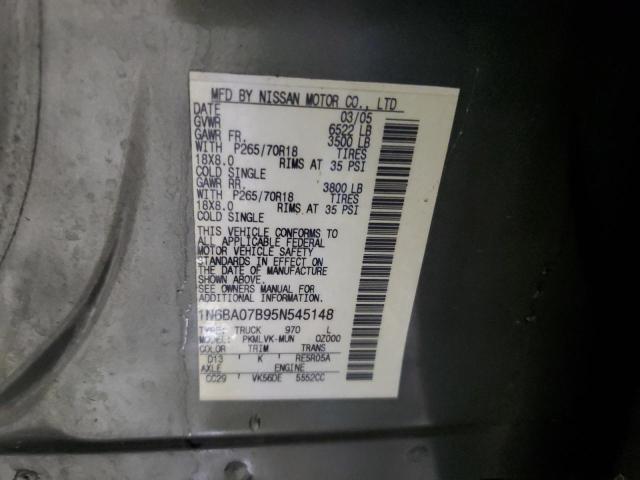 MFD BY NISSAN MOTOR CO., LTD
DATE 03/05
GVWR 6522 LB
GAWR FR. 3500 LB
WITH P265/70R18 TIRES
18X8.0 RIMS AT 35 PSI
COLD SINGLE
GAWR RR. 3800 LB
WITH P265/70R18 TIRES
18X8.0 RIMS AT 35 PSI
COLD SINGLE
THIS VEHICLE CONFORMS TO
ALL APPLICABLE FEDERAL
MOTOR VEHICLE SAFETY
STANDARDS IN EFFECT ON
THE DATE OF MANUFACTURE
SHOWN ABOVE.
SEE OWNERS MANUAL FOR
ADDITIONAL INFORMATION
1N6BA07B95N545148
TYPE: TRUCK 970 L
MODEL: PKMLVK-MUN 0Z000
COLOR TRIM TRANS
D13 K RE5R05A
AXLE ENGINE
CC29 VK56DE 5552CC